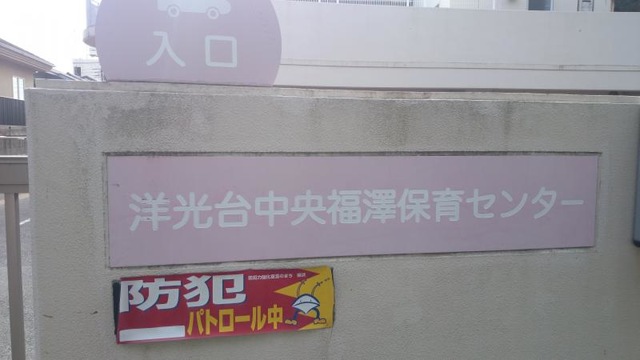 入口
洋光台中央福澤保育センター
防犯
パトロール中